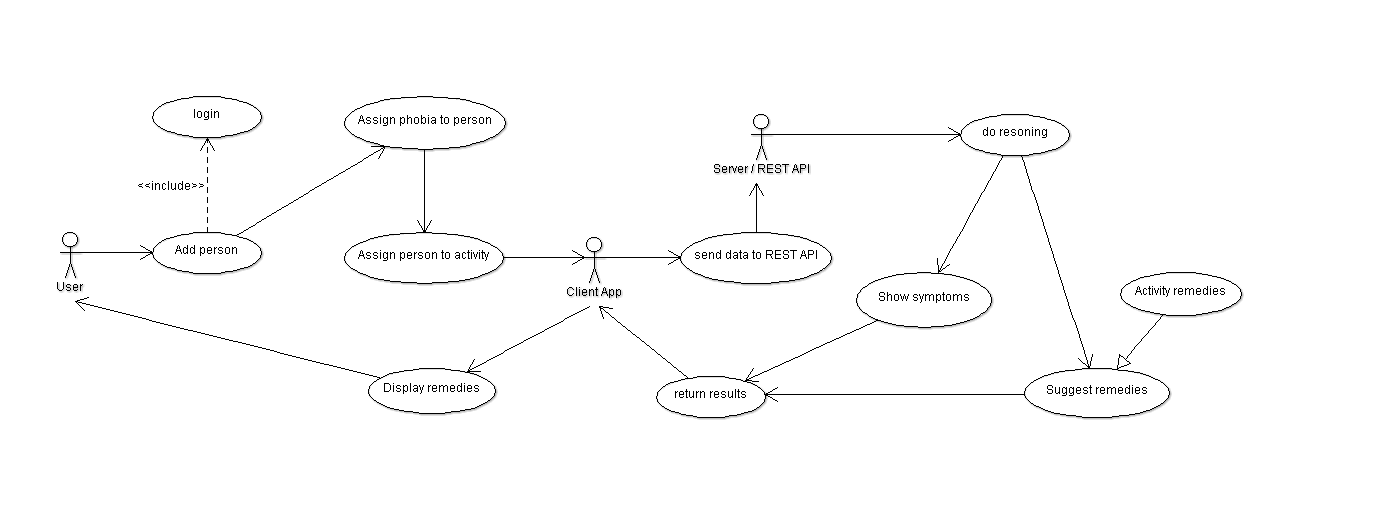 login
Assign phobia to person
Server / REST API
do resoning
<<include>>
User
Add person
Assign person to activity
Client App
send data to REST API
Show symptoms
Activity remedies
Display remedies
return results
Suggest remedies